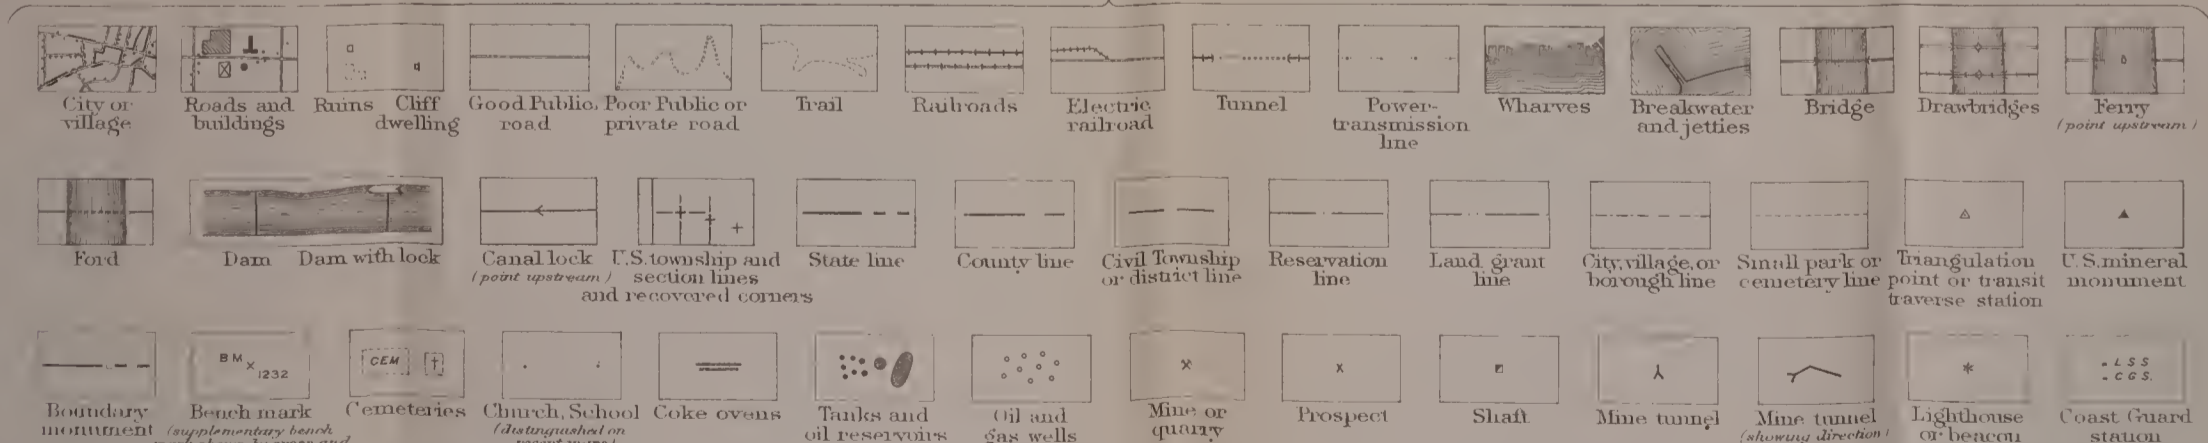 City or
village
Roads and
buildings
Ruins
Cliff
dwelling
Good Public
road
Poor Public or
private road
Trail
Railroads
Electric
railroad
Tunnel
Power-
transmission
line
Wharves
Breakwater
and jetties
Bridge
Drawbridges
Ferry
(point upstream)
Ford
Dam
Dam with lock
Canal lock
(point upstream)
U.S. township and
section lines
and recovered corners
State line
County line
Civil Township
or district line
Reservation
line
Land grant
line
City, village, or
borough line
Small park or
cemetery line
Triangulation
point or transit
traverse station
U.S. mineral
monument
Boundary
monument
BM
1232
Bench mark
(supplementary bench
CEM
Cemeteries
Church, School
(distinguished on
Coke ovens
Tanks and
oil reservoirs
Oil and
gas wells
Mine or
quarry
Prospect
Shaft
Mine tunnel
Mine tunnel
(showing direction)
Lighthouse
or beacon
LSS
CGS.
Coast Guard
station